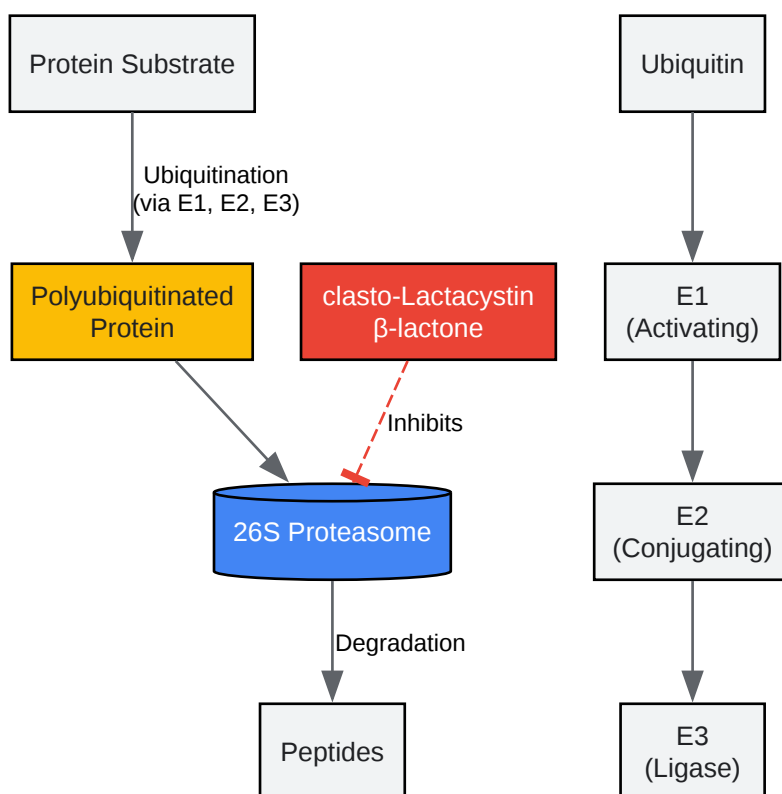 Protein Substrate
Ubiquitin
Ubiquitination
(via E1, E2, E3)
Polyubiquitinated
Protein
clasto-Lactacystin
β-lactone
E1
(Activating)
Inhibits
26S Proteasome
E2
(Conjugating)
Degradation
Peptides
E3
(Ligase)